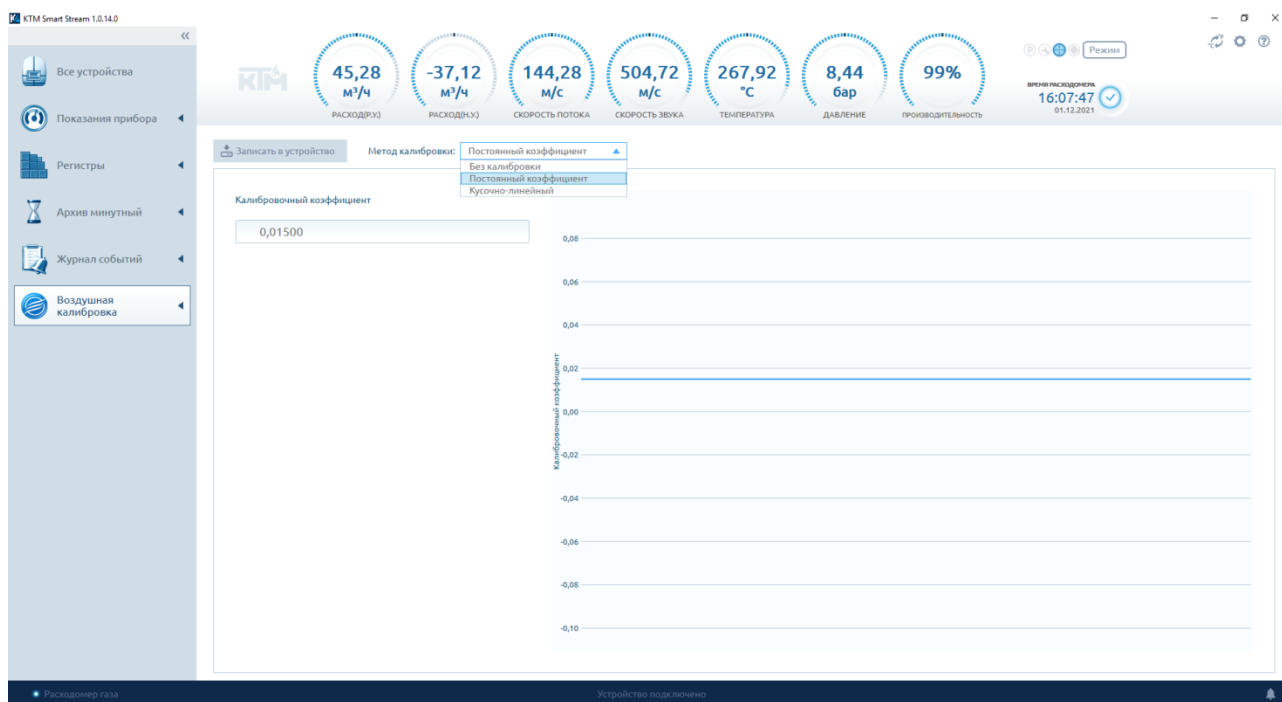 KTM Smart Stream 1.0.14.0
Все устройства
Показания прибора
Регистры
Архив минутный
Журнал событий
Воздушная
калибровка
КТМ
45,28
м³/ч
РАСХОД(Р.У.)
-37,12
м³/ч
РАСХОД(Н.У.)
144,28
м/с
СКОРОСТЬ ПОТОКА
504,72
м/с
СКОРОСТЬ ЗВУКА
267,92
°C
ТЕМПЕРАТУРА
8,44
бар
ДАВЛЕНИЕ
99%
ПРОИЗВОДИТЕЛЬНОСТЬ
P
Режим
ВРЕМЯ РАСХОДОМЕРА
16:07:47
01.12.2021
Записать в устройство
Метод калибровки:
Постоянный коэффициент
Без калибровки
Постоянный коэффициент
Кусочно-линейный
Калибровочный коэффициент
0,01500
Калибровочный коэффициент
0,08
0,06
0,04
0,02
0,00
-0,02
-0,04
-0,06
-0,08
-0,10
Расходомер газа
Устройство подключено